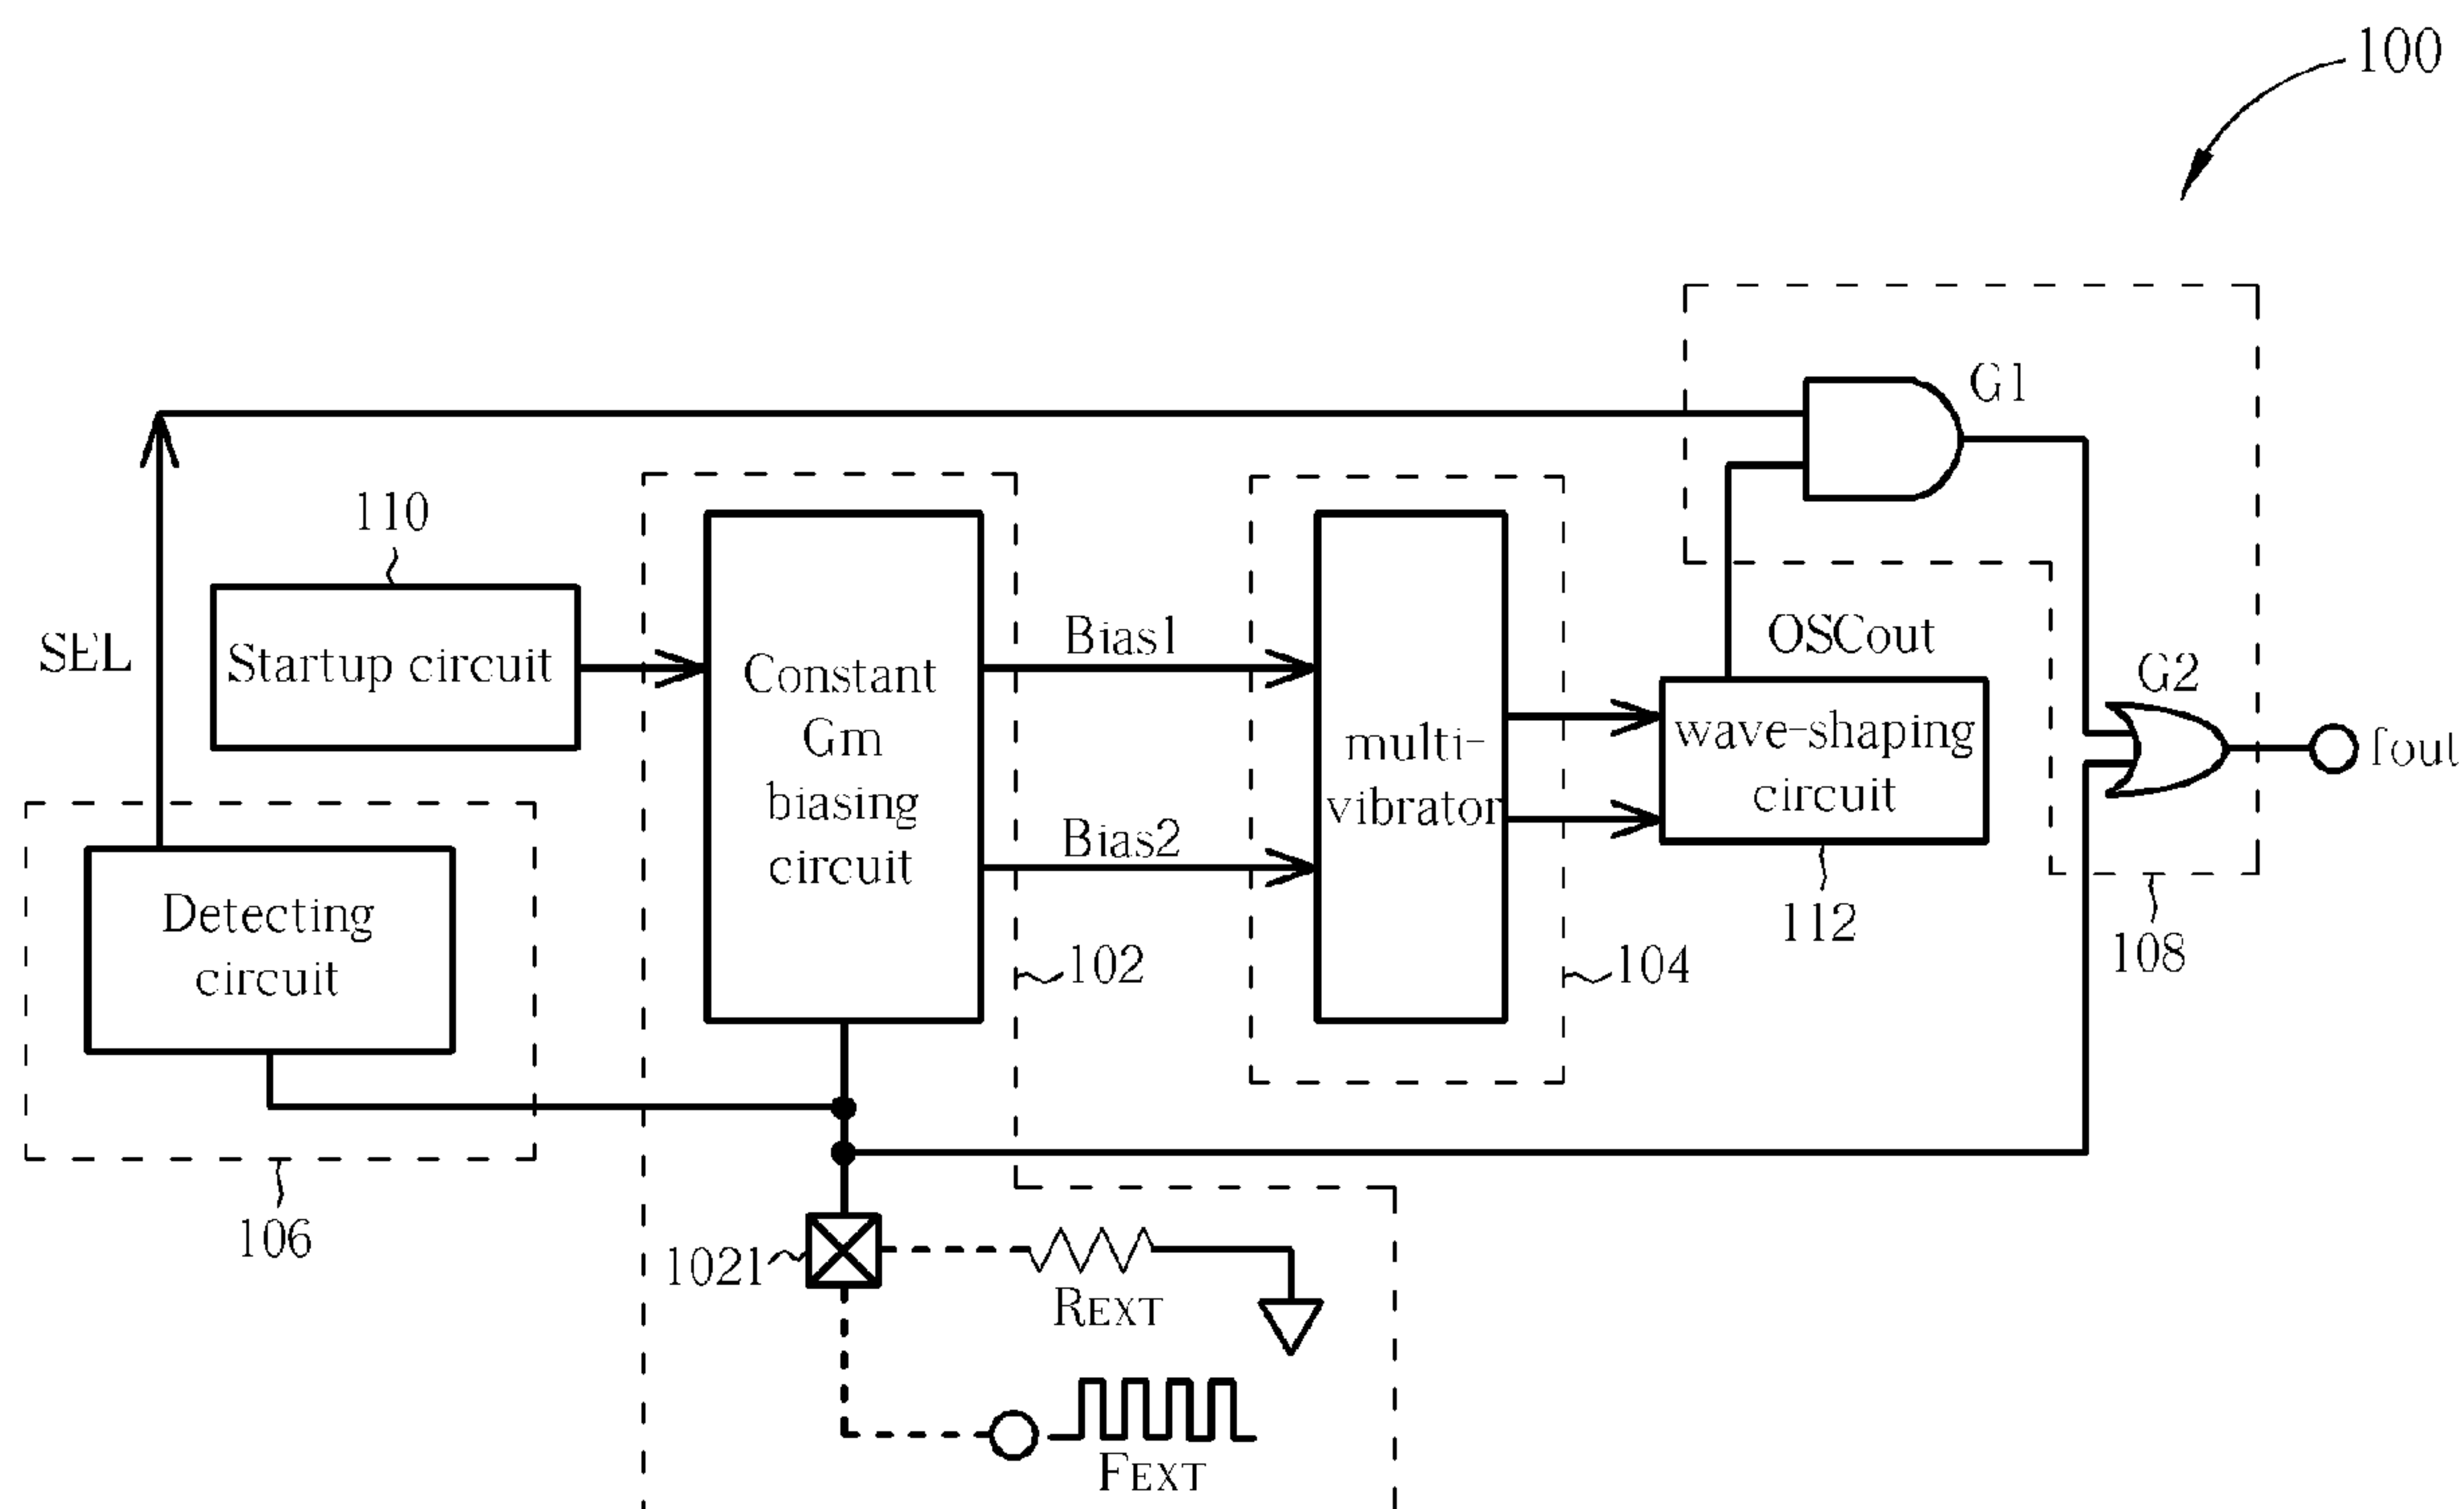 100
G1
110
SEL
Startup circuit
Constant
Gm
biasing
circuit
Bias1
Bias2
multi-
vibrator
OSCout
wave-shaping
circuit
G2
fout
Detecting
circuit
102
104
112
108
106
1021
REXT
FEXT